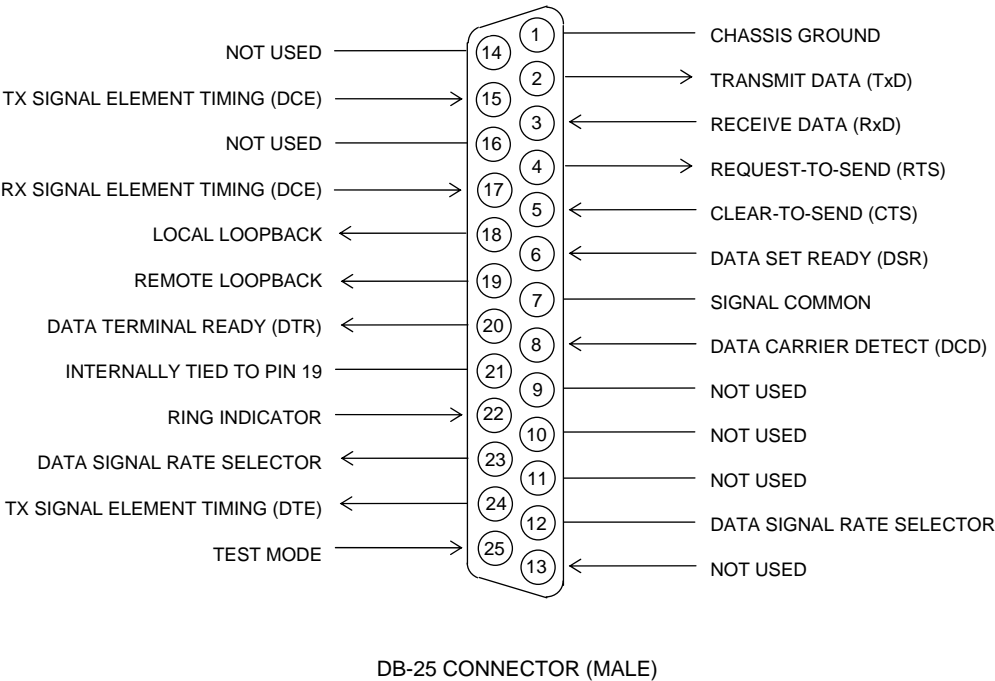 NOT USED
TX SIGNAL ELEMENT TIMING (DCE)
NOT USED
RX SIGNAL ELEMENT TIMING (DCE)
LOCAL LOOPBACK
REMOTE LOOPBACK
DATA TERMINAL READY (DTR)
INTERNALLY TIED TO PIN 19
RING INDICATOR
DATA SIGNAL RATE SELECTOR
TX SIGNAL ELEMENT TIMING (DTE)
TEST MODE
14
15
16
17
18
19
20
21
22
23
24
25
1
2
3
4
5
6
7
8
9
10
11
12
13
CHASSIS GROUND
TRANSMIT DATA (TxD)
RECEIVE DATA (RxD)
REQUEST-TO-SEND (RTS)
CLEAR-TO-SEND (CTS)
DATA SET READY (DSR)
SIGNAL COMMON
DATA CARRIER DETECT (DCD)
NOT USED
NOT USED
NOT USED
DATA SIGNAL RATE SELECTOR
NOT USED
DB-25 CONNECTOR (MALE)